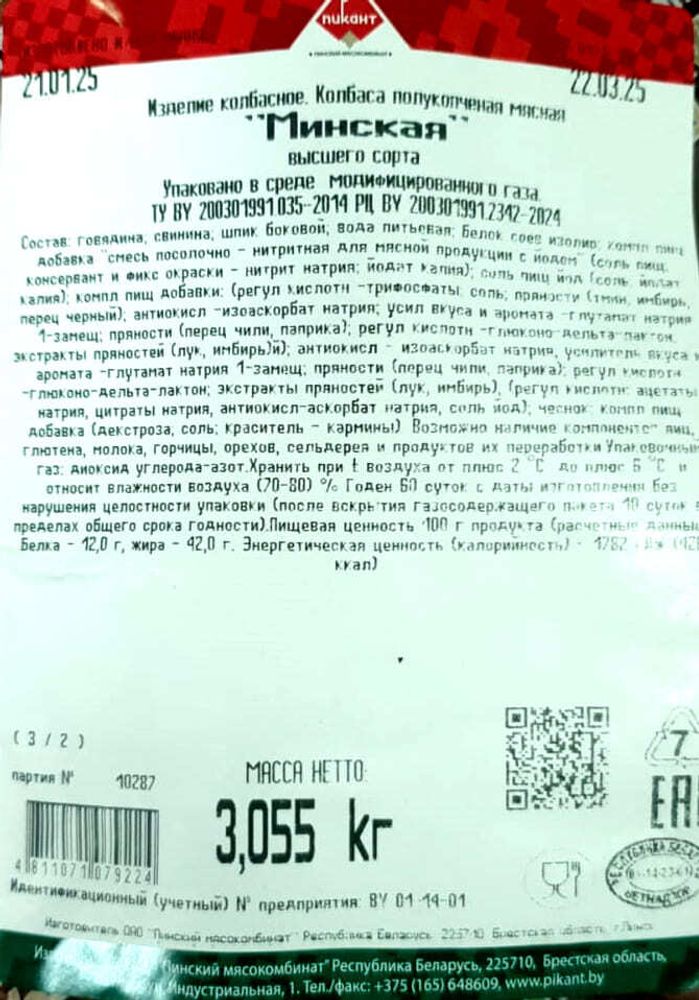 пикант
ПИНСКИЙ МЯСОКОМБИНАТ
21.01.25
22.03.25
Изделие колбасное. Колбаса полукопченая мясная
"Минская"
высшего сорта
Упаковано в среде модифицированного газа
ТУ BY 200301991.035-2014 РЦ BY 200301991.2342-2024
Состав: говядина, свинина, шпик боковой, вода питьевая, белок соев изолир; компл пищ
добавка "смесь посолочно - нитритная для мясной продукции с йодом" (соль пищ,
консервант и фикс окраски - нитрит натрия; йодат калия); соль пищ йод (соль, йодат
калия); компл пищ добавки: (регул кислотн -трифосфаты, соль, пряности (тмин, имбирь,
перец черный); антиокисл -изоаскорбат натрия; усил вкуса и аромата -глутамат натрия
1-замещ; пряности (перец чили, паприка); регул кислотн -глюконо-дельта-лактон;
экстракты пряностей (лук, имбирь)й); антиокисл - изоаскорбат натрия, усилитель вкуса и
аромата -глутамат натрия 1-замещ; пряности (перец чили, паприка); регул кислотн
-глюконо-дельта-лактон; экстракты пряностей (лук, имбирь), (регул кислотн: ацетаты
натрия, цитраты натрия, антиокисл-аскорбат натрия, соль йод); чеснок; компл пищ
добавка (декстроза, соль; краситель - кармины) Возможно наличие компонентов яиц,
глютена, молока, горчицы, орехов, сельдерея и продуктов их переработки Упаковочный
газ: диоксид углерода-азот.Хранить при t воздуха от плюс 2 °С до плюс 6 °С и
относит влажности воздуха (70-80) % Годен 60 суток с даты изготовления без
нарушения целостности упаковки (после вскрытия газосодержащего пакета 10 суток в
пределах общего срока годности).Пищевая ценность 100 г продукта (расчетные данные
Белка - 12,0 г, жира - 42,0 г. Энергетическая ценность (калорийность) - 1782 кДж
ккал)
( 3 / 2 )
партия № 10287
МАССА НЕТТО:
3,055 кг
7
4811071079224
Идентификационный (учетный) № предприятия: BY 01-14-01
Изготовитель ОАО "Пинский мясокомбинат" Республика Беларусь 225710 Брестская область, г.Пинск
"Пинский мясокомбинат" Республика Беларусь, 225710, Брестская область,
Индустриальная, 1. Тел./факс: +375 (165) 648609, www.pikant.by